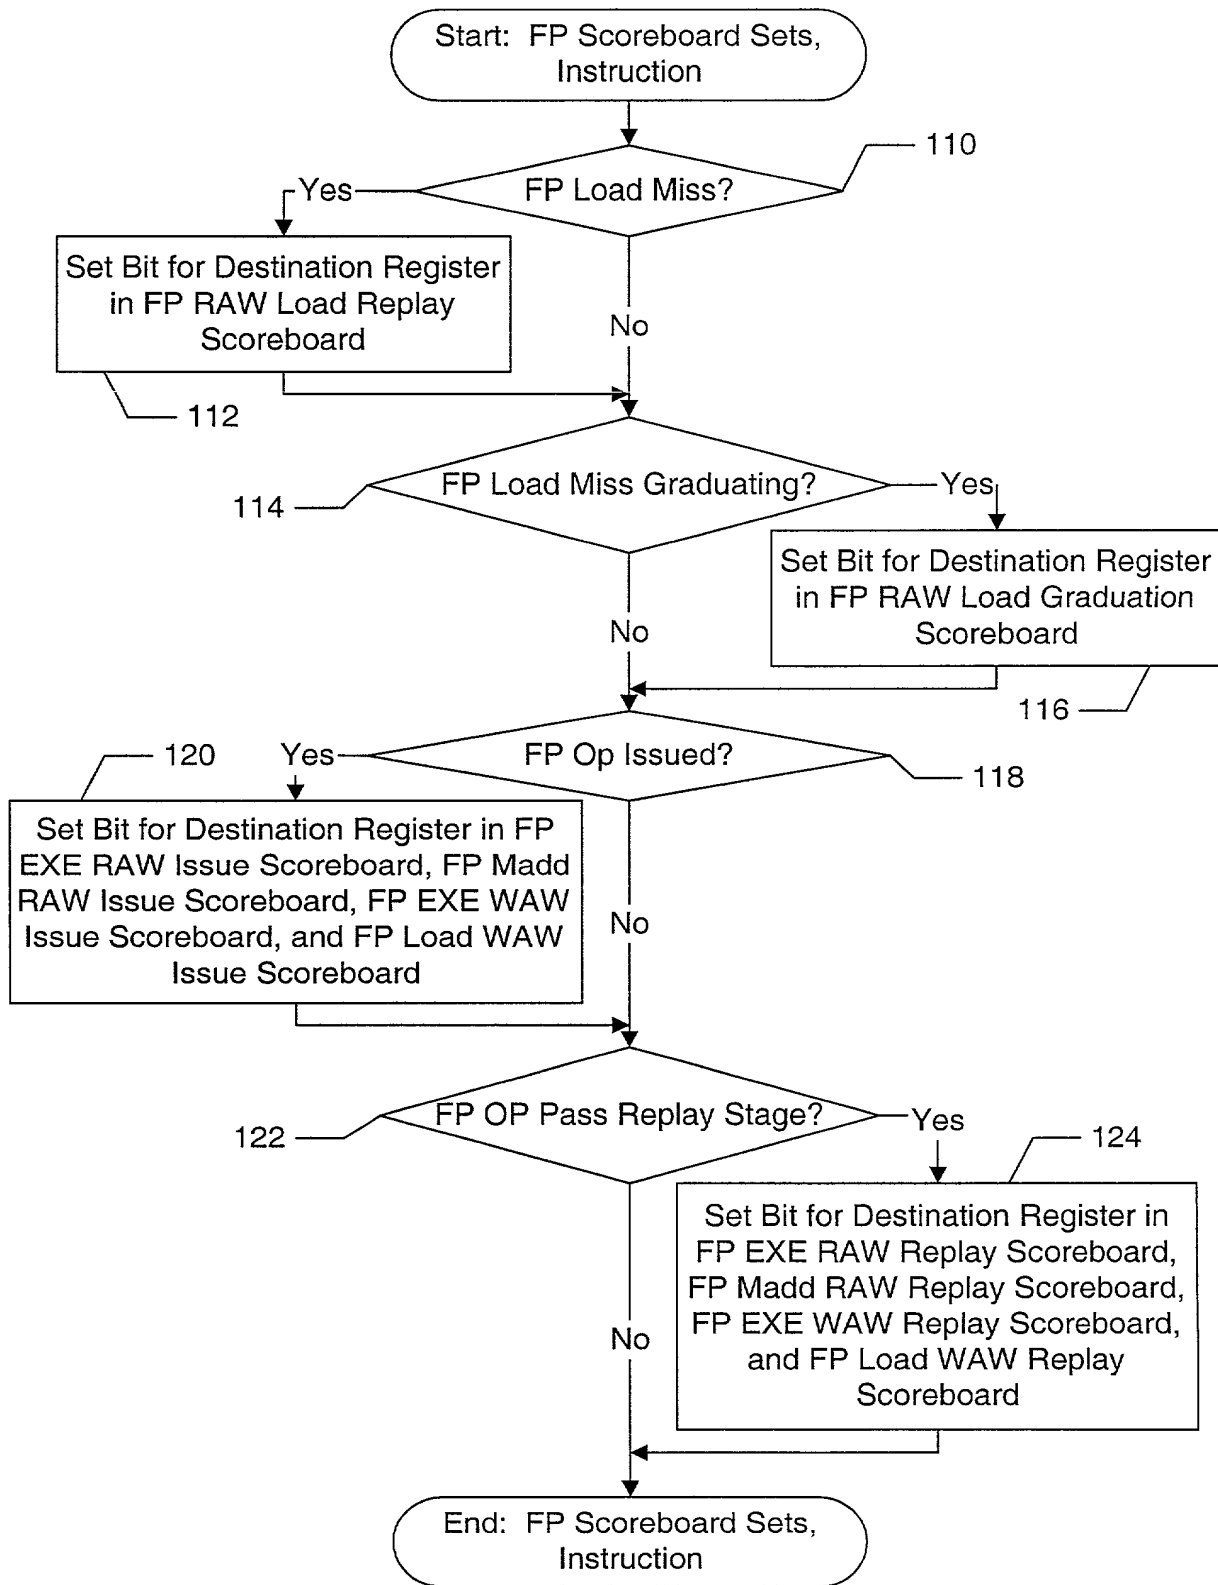 Start:  FP Scoreboard Sets,
Instruction
110
FP Load Miss?
Yes
Set Bit for Destination Register
in FP RAW Load Replay
Scoreboard
No
112
FP Load Miss Graduating?
Yes
114
Set Bit for Destination Register
in FP RAW Load Graduation
Scoreboard
No
116
120
Yes
FP Op Issued?
118
Set Bit for Destination Register in FP
EXE RAW Issue Scoreboard, FP Madd
RAW Issue Scoreboard, FP EXE WAW
Issue Scoreboard, and FP Load WAW
Issue Scoreboard
No
FP OP Pass Replay Stage?
Yes
122
124
Set Bit for Destination Register in
FP EXE RAW Replay Scoreboard,
FP Madd RAW Replay Scoreboard,
FP EXE WAW Replay Scoreboard,
and FP Load WAW Replay
Scoreboard
No
End:  FP Scoreboard Sets,
Instruction